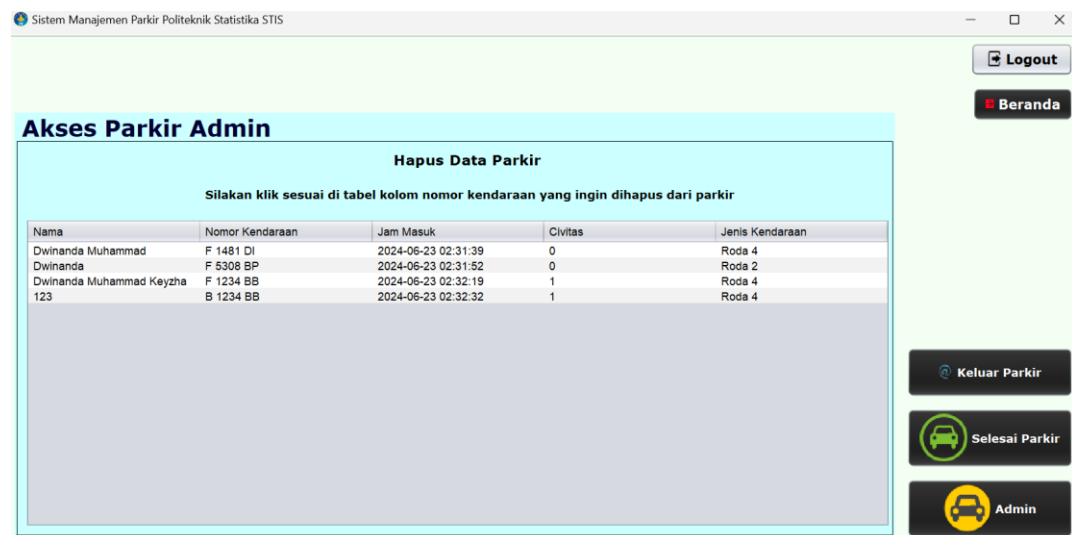 Sistem Manajemen Parkir Politeknik Statistika STIS
Logout
Beranda
Akses Parkir Admin
Hapus Data Parkir
Silakan klik sesuai di tabel kolom nomor kendaraan yang ingin dihapus dari parkir
Nama Nomor Kendaraan Jam Masuk Civitas Jenis Kendaraan
Dwinanda Muhammad F 1481 DI 2024-06-23 02:31:39 0 Roda 4
Dwinanda F 5308 BP 2024-06-23 02:31:52 0 Roda 2
Dwinanda Muhammad Keyzha F 1234 BB 2024-06-23 02:32:19 1 Roda 4
123 B 1234 BB 2024-06-23 02:32:32 1 Roda 4
Keluar Parkir
Selesai Parkir
Admin